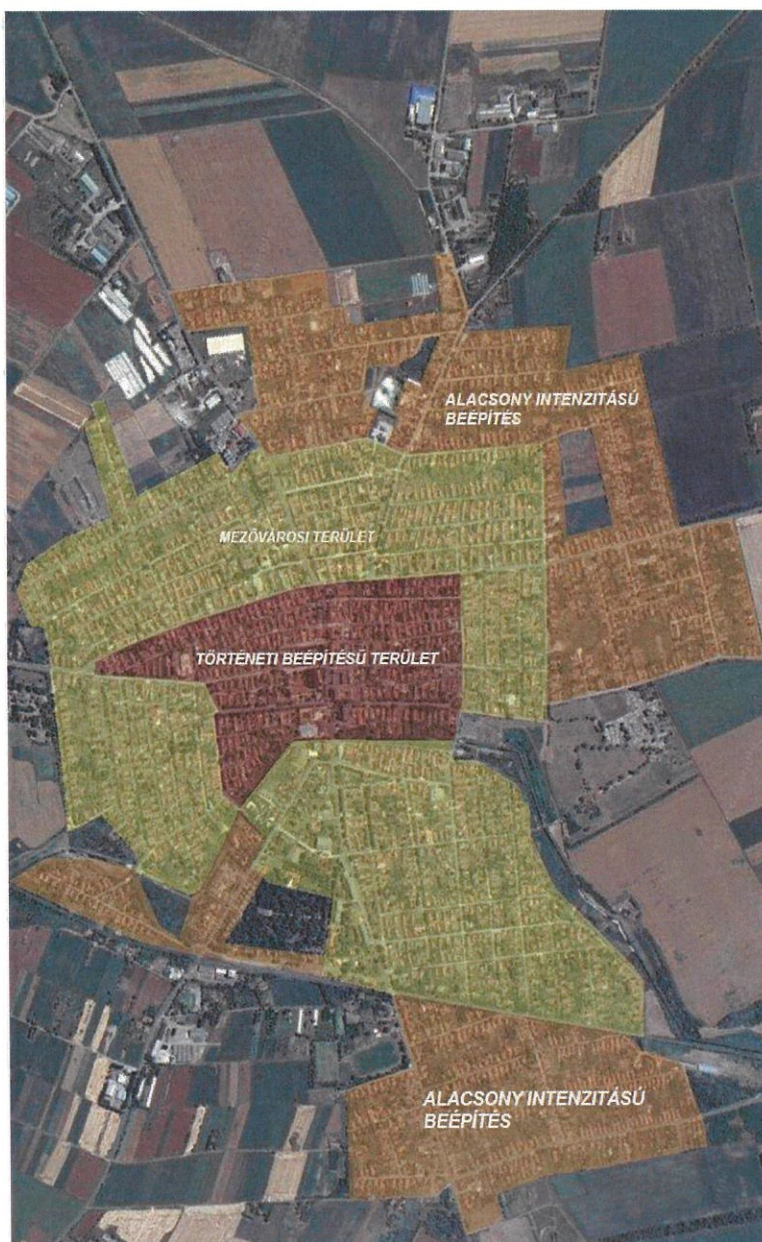 ALACSONY INTENZITÁSÚ
BEÉPÍTÉS
MEZŐVÁROSI TERÜLET
TÖRTÉNETI BEÉPÍTÉSŰ TERÜLET
ALACSONY INTENZITÁSÚ
BEÉPÍTÉS